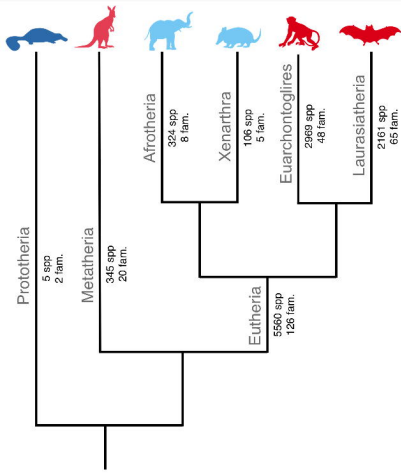 Prototheria
5 spp
2 fam.
Metatheria
345 spp
20 fam.
Afrotheria
324 spp
8 fam.
Xenarthra
106 spp
5 fam.
Euarchontoglires
2969 spp
48 fam.
Laurasiatheria
2161 spp
65 fam.
Eutheria
5560 spp
126 fam.